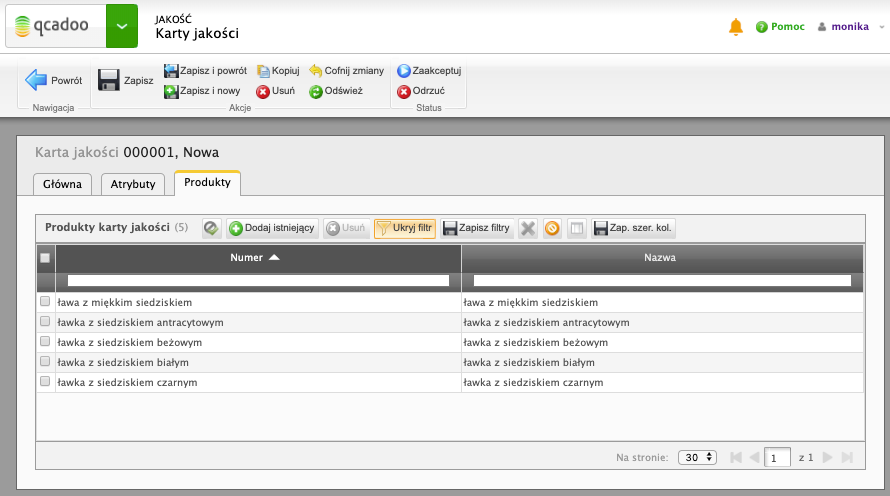 qcadoo
JAKOŚĆ
Karty jakości
Pomoc
monika
Powrót
Nawigacja
Zapisz
Zapisz i powrót
Kopiuj
Cofnij zmiany
Zapisz i nowy
Usuń
Odśwież
Akcje
Zaakceptuj
Odrzuć
Status
Karta jakości 000001, Nowa
Główna
Atrybuty
Produkty
Produkty karty jakości (5)
Dodaj istniejący
Usuń
Ukryj filtr
Zapisz filtry
Zap. szer. kol.
Numer
Nazwa
ława z miękkim siedziskiem
ława z miękkim siedziskiem
ławka z siedziskiem antracytowym
ławka z siedziskiem antracytowym
ławka z siedziskiem beżowym
ławka z siedziskiem beżowym
ławka z siedziskiem białym
ławka z siedziskiem białym
ławka z siedziskiem czarnym
ławka z siedziskiem czarnym
Na stronie:
30
1
z 1